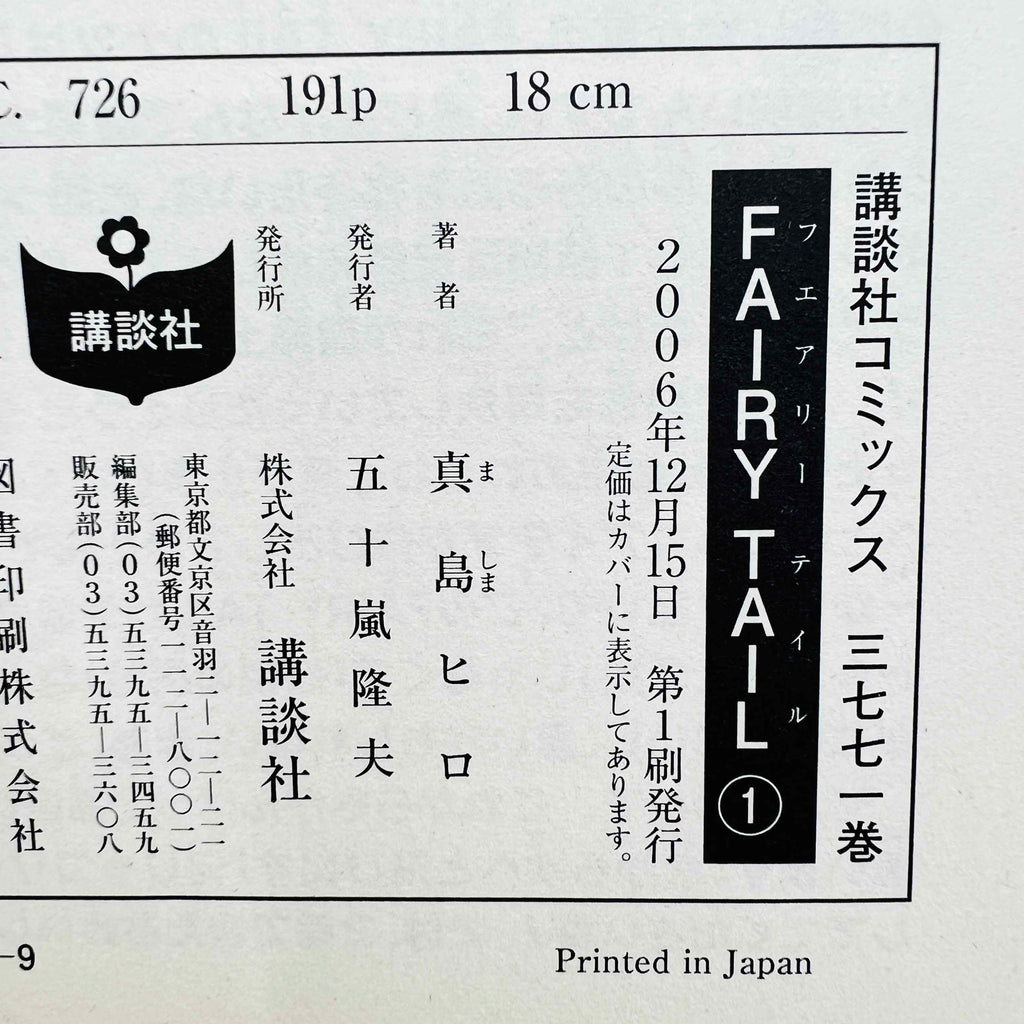 C. 726 191p 18 cm
講談社コミックス 三七七一巻
フェアリーテイル
FAIRY TAIL ①
2006年12月15日 第1刷発行
定価はカバーに表示してあります。
著者 真島ヒロ
ましま
発行者 五十嵐隆夫
発行所 株式会社 講談社
東京都文京区音羽二―一二―二一
(郵便番号一一二―八〇〇一)
編集部(03)五三九五―三四五九
販売部(03)五三九五―三六〇八
講談社
図書印刷株式会社
–9
Printed in Japan